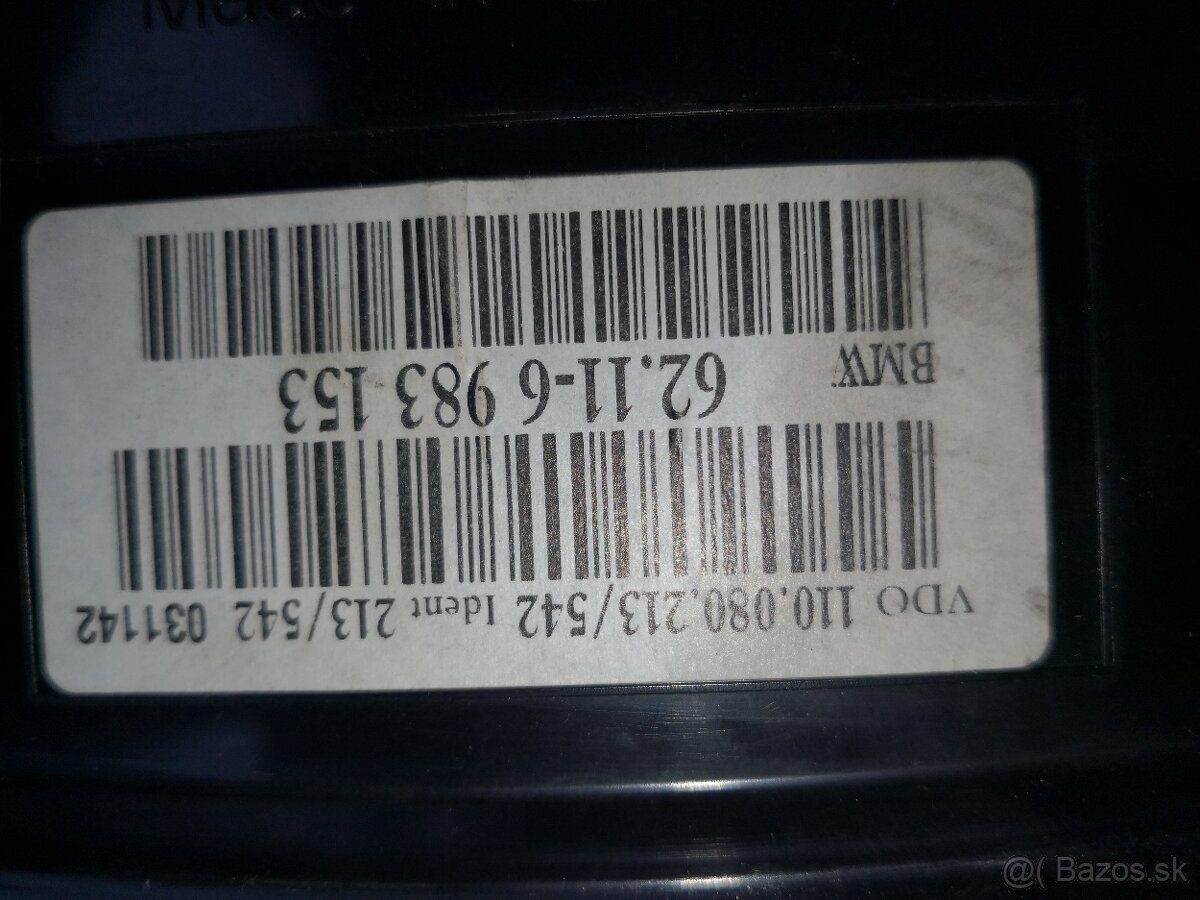 VDO 110.080.213/542 Ident 213/542 031142
BMW 62.11-6 983 153
@( Bazos.sk